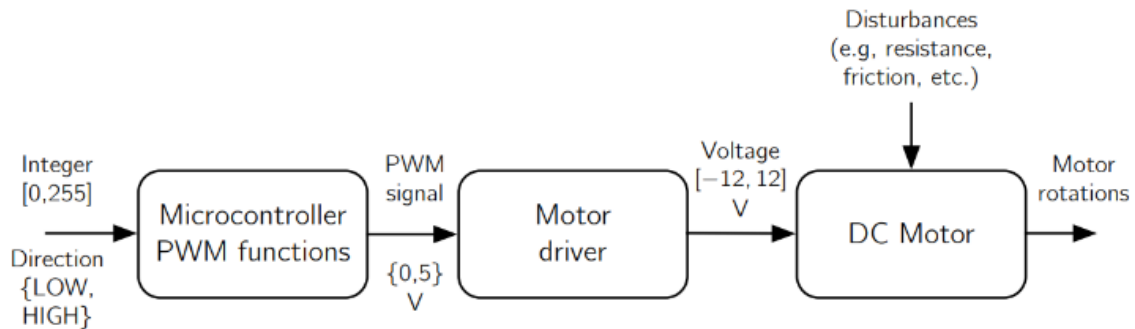 Disturbances
(e.g, resistance,
friction, etc.)
Integer
[0,255]
Direction
{LOW,
HIGH}
Microcontroller
PWM functions
PWM
signal
{0,5}
V
Motor
driver
Voltage
[−12, 12]
V
DC Motor
Motor
rotations